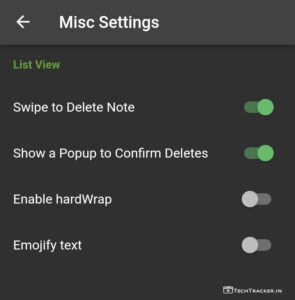 Misc Settings
List View
Swipe to Delete Note
Show a Popup to Confirm Deletes
Enable hardWrap
Emojify text
TechTracker.in